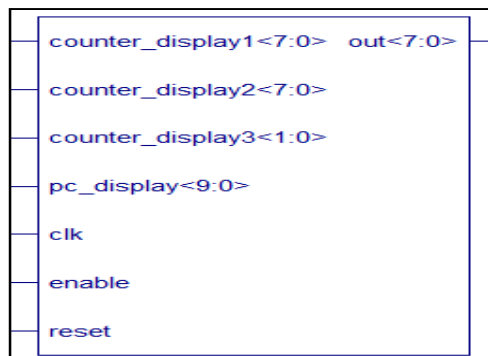 counter_display1<7:0> out<7:0>
counter_display2<7:0>
counter_display3<1:0>
pc_display<9:0>
clk
enable
reset